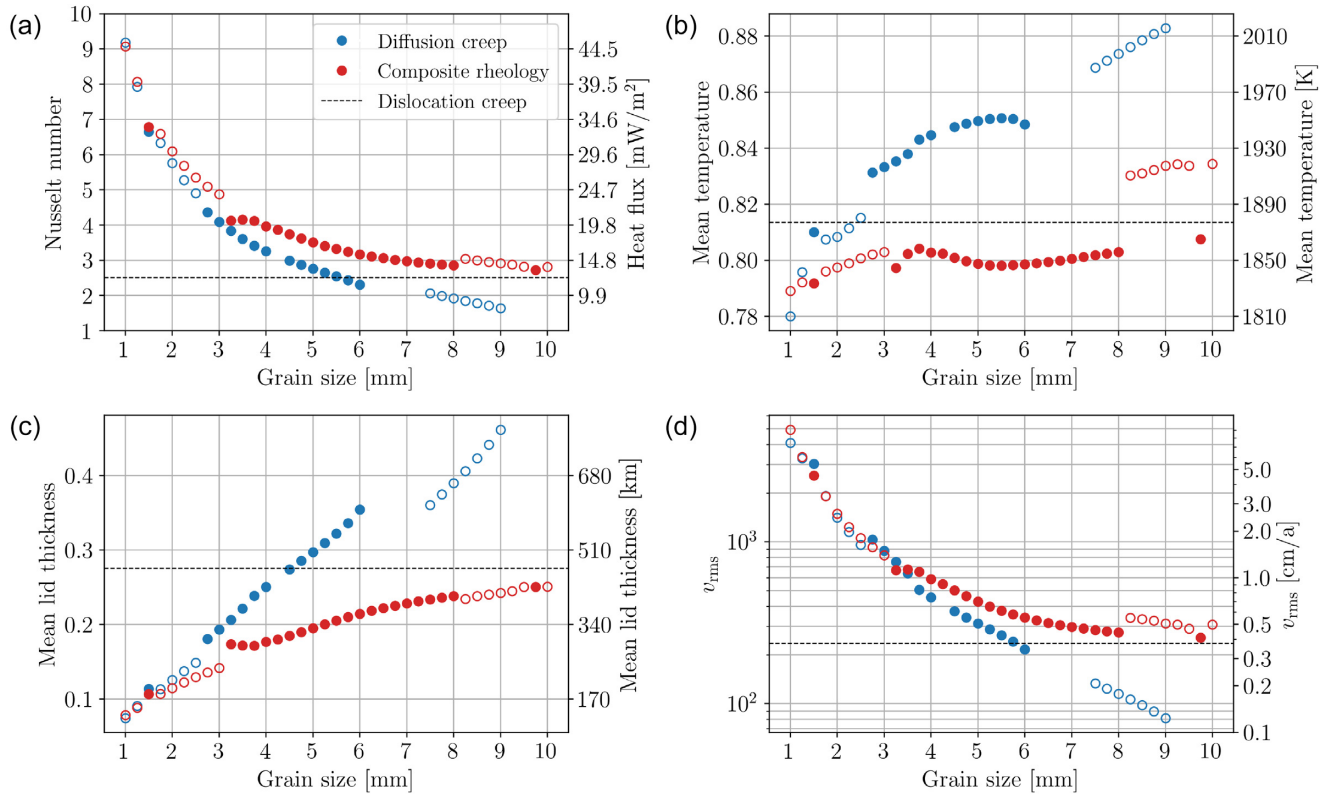 (a)
10
9
8
7
6
5
4
3
2
1
Nusselt number
Diffusion creep
Composite rheology
Dislocation creep
44.5
39.5
34.6
29.6
24.7
19.8
14.8
9.9
Heat flux [mW/m²]
1 2 3 4 5 6 7 8 9 10
Grain size [mm]
(b)
0.88
0.86
0.84
0.82
0.80
0.78
Mean temperature
2010
1970
1930
1880
1850
1810
Mean temperature [K]
1 2 3 4 5 6 7 8 9 10
Grain size [mm]
(c)
0.4
0.3
0.2
0.1
Mean lid thickness
680
510
340
170
Mean lid thickness [km]
1 2 3 4 5 6 7 8 9 10
Grain size [mm]
(d)
10³
10²
vrms
5.0
3.0
2.0
1.0
0.5
0.3
0.2
0.1
vrms [cm/a]
1 2 3 4 5 6 7 8 9 10
Grain size [mm]